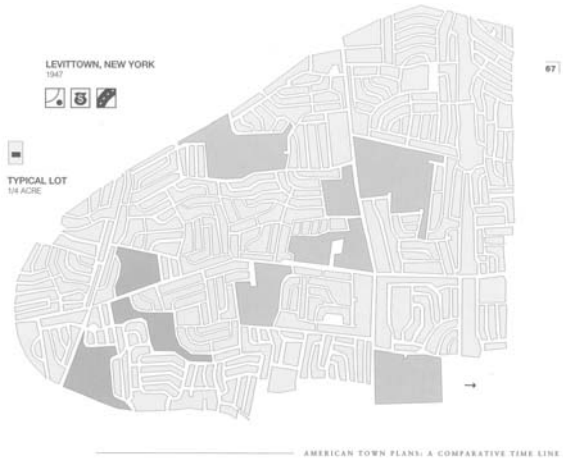 LEVITTOWN, NEW YORK
1947
67
TYPICAL LOT
1/4 ACRE
AMERICAN TOWN PLANS: A COMPARATIVE TIME LINE